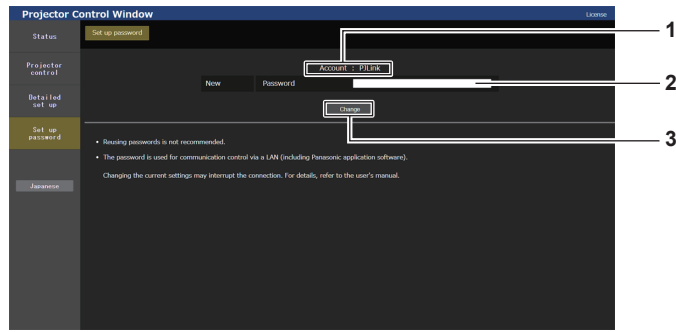 Projector Control Window
License
Status
Set up password
1
Projector
control
Account : PJLink
New Password
2
Change
Detailed
set up
3
Set up
password
• Reusing passwords is not recommended.
• The password is used for communication control via a LAN (including Panasonic application software).
Changing the current settings may interrupt the connection. For details, refer to the user's manual.
Japanese